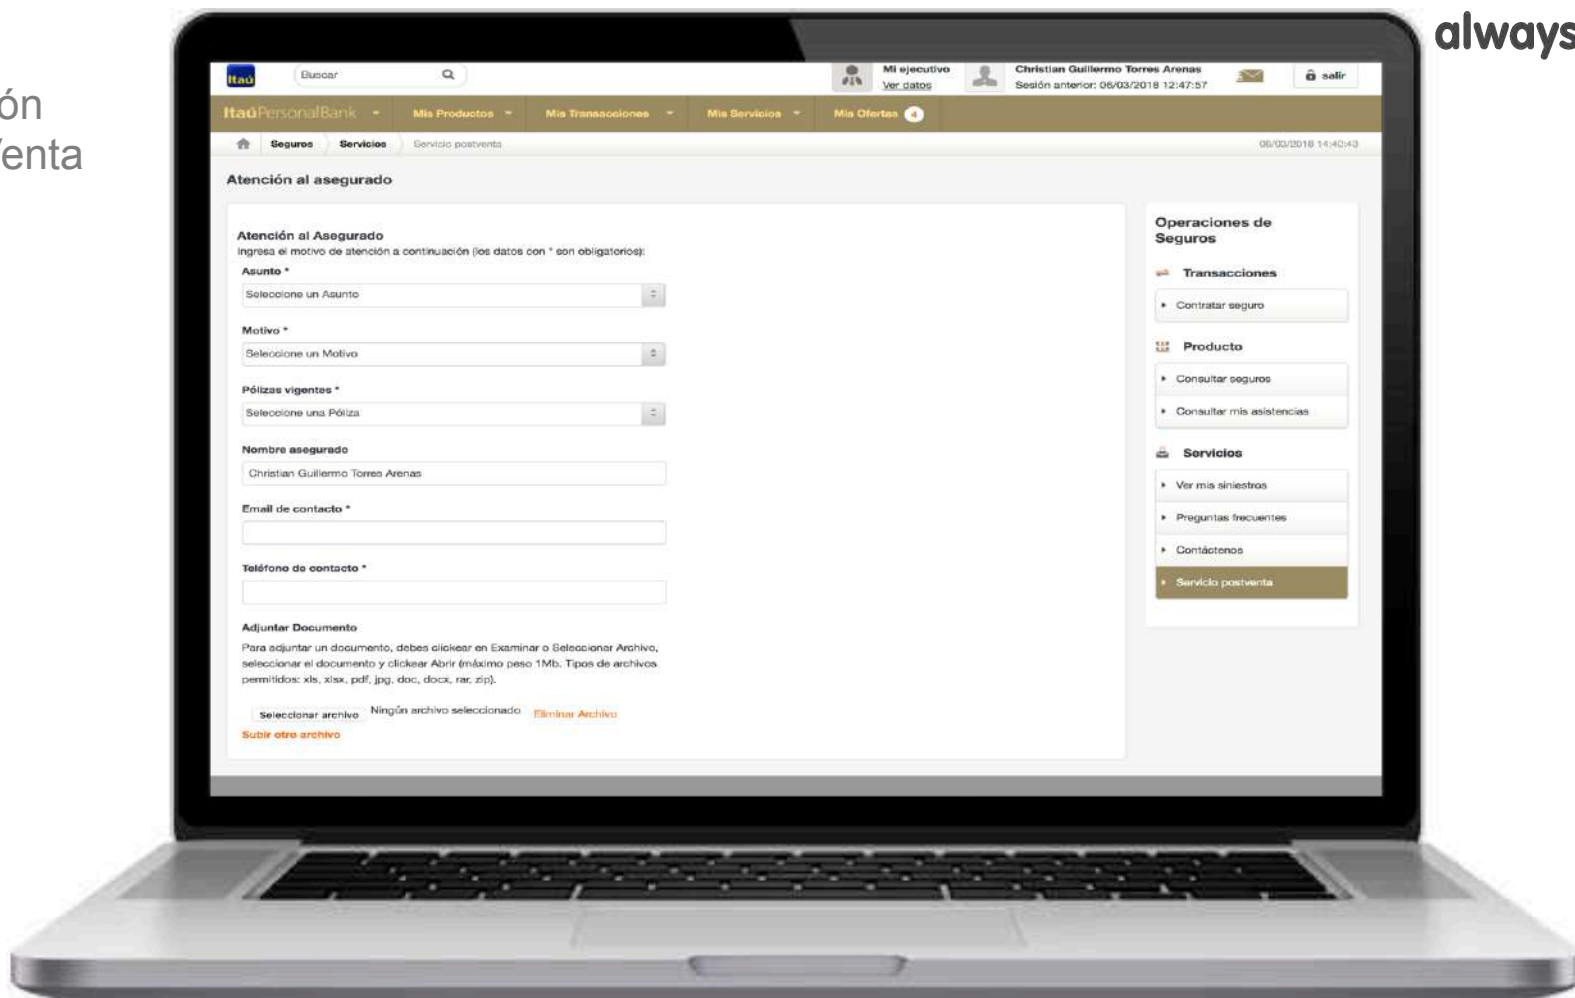 always
ón
Venta
Itaú
Buscar
Mi ejecutivo
Ver datos
Christian Guillermo Torres Arenas
Sesión anterior: 06/03/2018 12:47:57
salir
ItaúPersonalBank
Mis Productos
Mis Transacciones
Mis Servicios
Mis Ofertas 4
Seguros
Servicios
Servicio postventa
06/03/2018 14:40:43
Atención al asegurado
Atención al Asegurado
Ingresa el motivo de atención a continuación (los datos con * son obligatorios):
Asunto *
Seleccione un Asunto
Motivo *
Seleccione un Motivo
Pólizas vigentes *
Seleccione una Póliza
Nombre asegurado
Christian Guillermo Torres Arenas
Email de contacto *
Teléfono de contacto *
Adjuntar Documento
Para adjuntar un documento, debes clickear en Examinar o Seleccionar Archivo,
seleccionar el documento y clickear Abrir (máximo peso 1Mb. Tipos de archivos
permitidos: xls, xlsx, pdf, jpg, doc, docx, rar, zip).
Seleccionar archivo Ningún archivo seleccionado Eliminar Archivo
Subir otro archivo
Operaciones de
Seguros
Transacciones
Contratar seguro
Producto
Consultar seguros
Consultar mis asistencias
Servicios
Ver mis siniestros
Preguntas frecuentes
Contáctenos
Servicio postventa